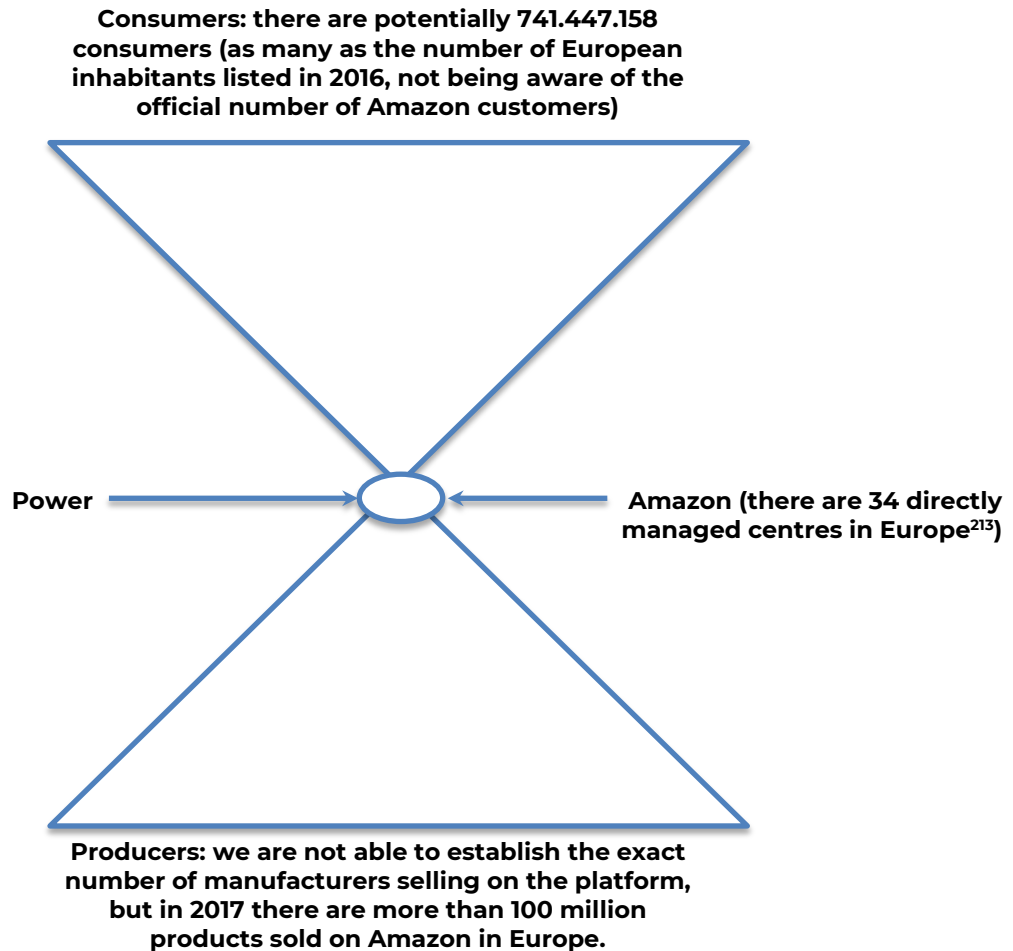 Consumers: there are potentially 741.447.158
consumers (as many as the number of European
inhabitants listed in 2016, not being aware of the
official number of Amazon customers)
Power
Amazon (there are 34 directly
managed centres in Europe²¹³)
Producers: we are not able to establish the exact
number of manufacturers selling on the platform,
but in 2017 there are more than 100 million
products sold on Amazon in Europe.